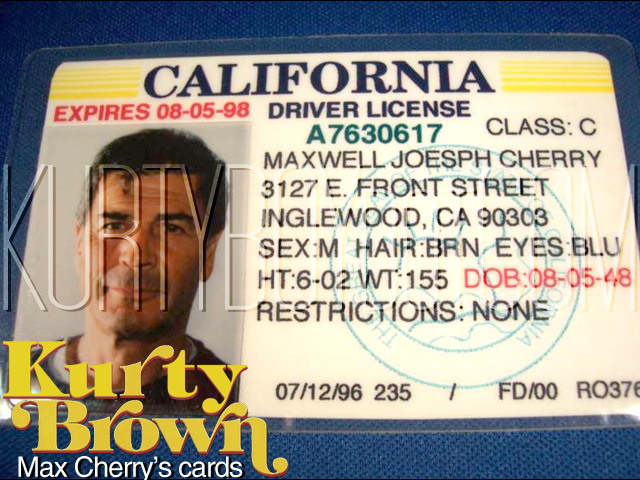 CALIFORNIA
EXPIRES 08-05-98 DRIVER LICENSE
A7630617 CLASS: C
MAXWELL JOESPH CHERRY
3127 E. FRONT STREET
INGLEWOOD, CA 90303
SEX:M HAIR:BRN EYES:BLU
HT:6-02 WT:155 DOB:08-05-48
RESTRICTIONS: NONE
07/12/96 235 / FD/00 RO376
Kurty
Brown
Max Cherry's cards